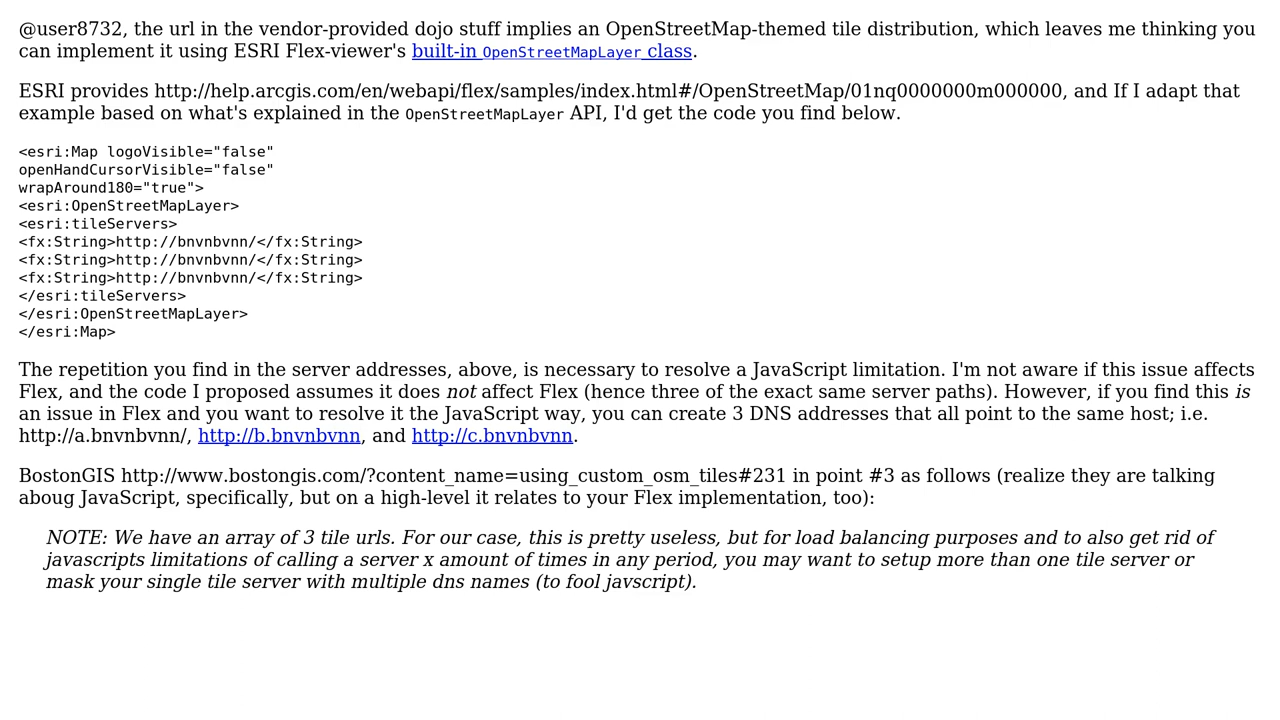 @user8732, the url in the vendor-provided dojo stuff implies an OpenStreetMap-themed tile distribution, which leaves me thinking you
can implement it using ESRI Flex-viewer's built-in OpenStreetMapLayer class.
ESRI provides http://help.arcgis.com/en/webapi/flex/samples/index.html#/OpenStreetMap/01nq0000000m000000, and If I adapt that
example based on what's explained in the OpenStreetMapLayer API, I'd get the code you find below.
<esri:Map logoVisible="false"
openHandCursorVisible="false"
wrapAround180="true">
<esri:OpenStreetMapLayer>
<esri:tileServers>
<fx:String>http://bnvnbvnn/</fx:String>
<fx:String>http://bnvnbvnn/</fx:String>
<fx:String>http://bnvnbvnn/</fx:String>
</esri:tileServers>
</esri:OpenStreetMapLayer>
</esri:Map>
The repetition you find in the server addresses, above, is necessary to resolve a JavaScript limitation. I'm not aware if this issue affects
Flex, and the code I proposed assumes it does not affect Flex (hence three of the exact same server paths). However, if you find this is
an issue in Flex and you want to resolve it the JavaScript way, you can create 3 DNS addresses that all point to the same host; i.e.
http://a.bnvnbvnn/, http://b.bnvnbvnn, and http://c.bnvnbvnn.
BostonGIS http://www.bostongis.com/?content_name=using_custom_osm_tiles#231 in point #3 as follows (realize they are talking
aboug JavaScript, specifically, but on a high-level it relates to your Flex implementation, too):
NOTE: We have an array of 3 tile urls. For our case, this is pretty useless, but for load balancing purposes and to also get rid of
javascripts limitations of calling a server x amount of times in any period, you may want to setup more than one tile server or
mask your single tile server with multiple dns names (to fool javscript).